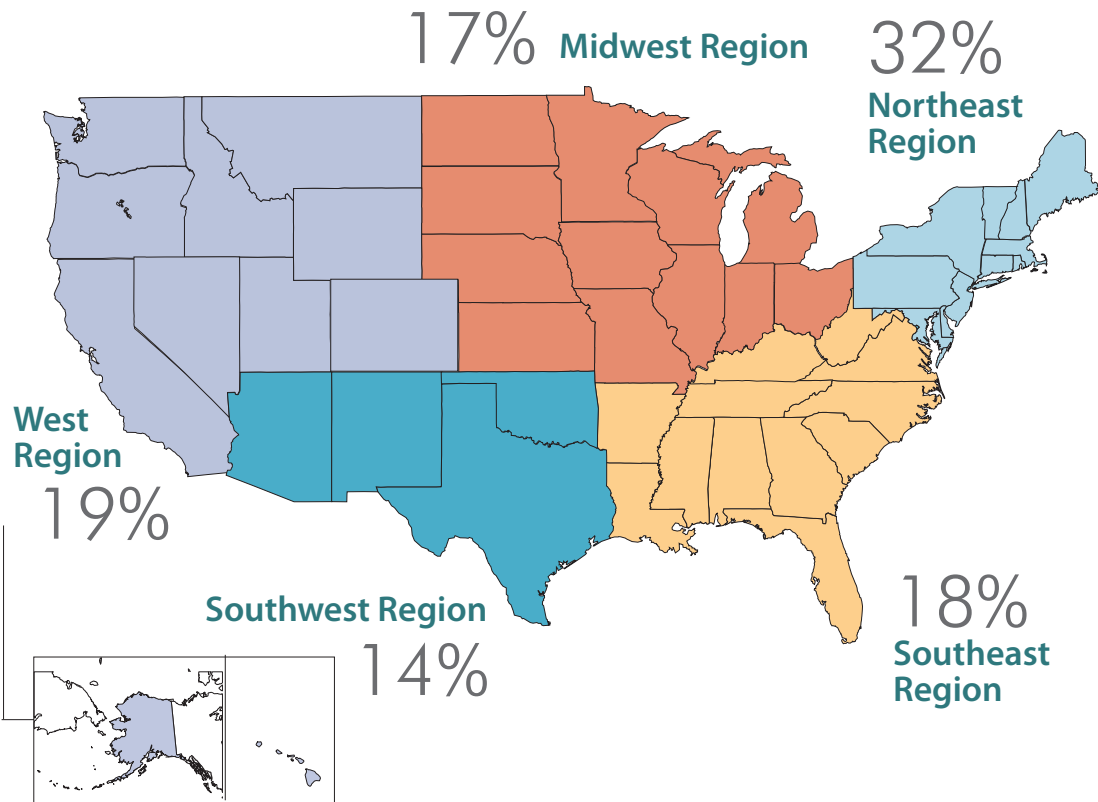 17% Midwest Region
32%
Northeast
Region
West
Region
19%
Southwest Region
14%
18%
Southeast
Region